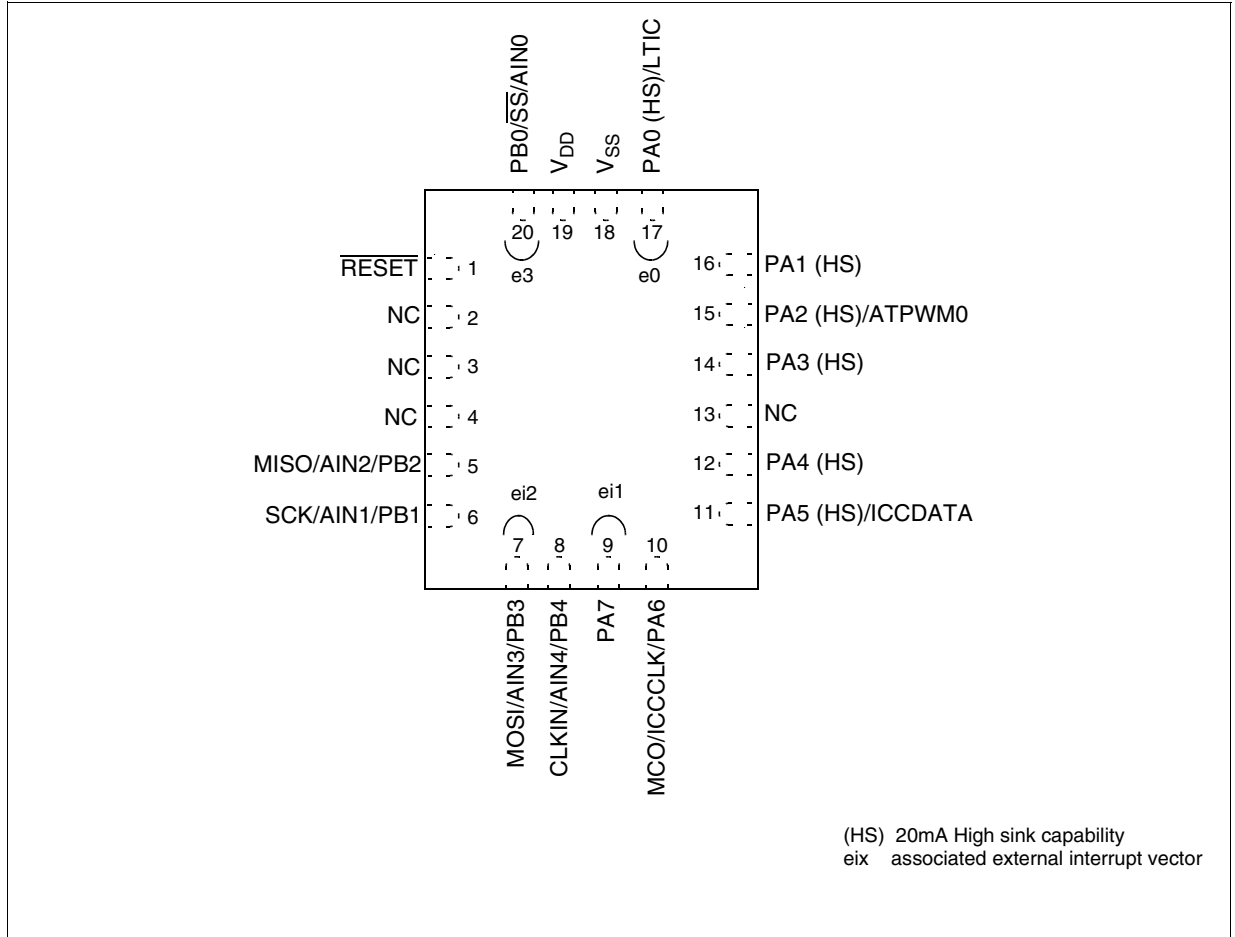 PB0/SS/AIN0
VDD
VSS
PA0 (HS)/LTIC
20
19
18
17
e3
e0
RESET
1
NC
2
NC
3
NC
4
MISO/AIN2/PB2
5
SCK/AIN1/PB1
6
16
PA1 (HS)
15
PA2 (HS)/ATPWM0
14
PA3 (HS)
13
NC
12
PA4 (HS)
11
PA5 (HS)/ICCDATA
ei2
ei1
7
8
9
10
MOSI/AIN3/PB3
CLKIN/AIN4/PB4
PA7
MCO/ICCCLK/PA6
(HS) 20mA High sink capability
eix associated external interrupt vector